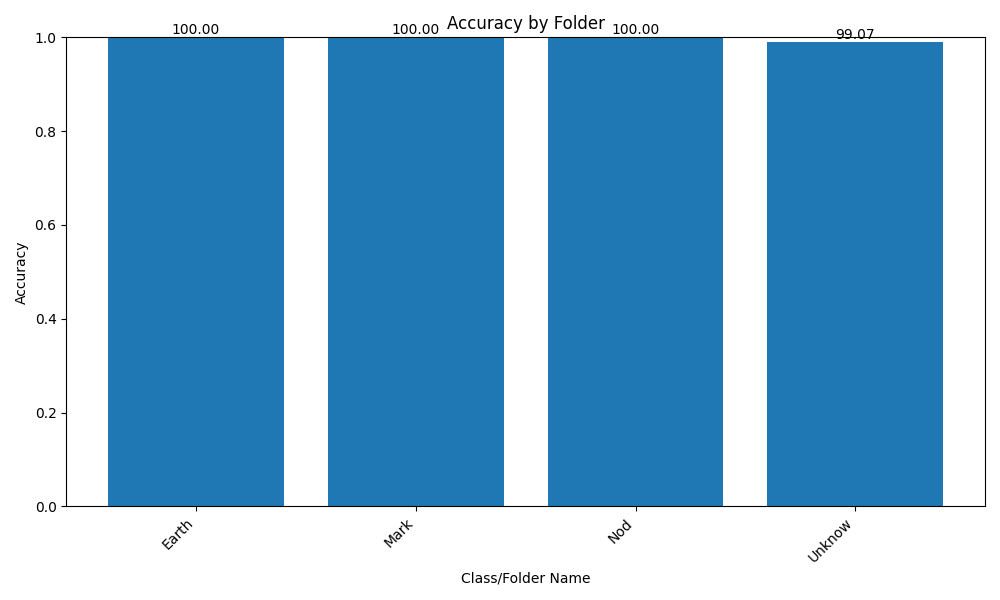 Accuracy by Folder
100.00
100.00
100.00
99.07
1.0
0.8
0.6
0.4
0.2
0.0
Accuracy
Earth
Mark
Nod
Unknow
Class/Folder Name